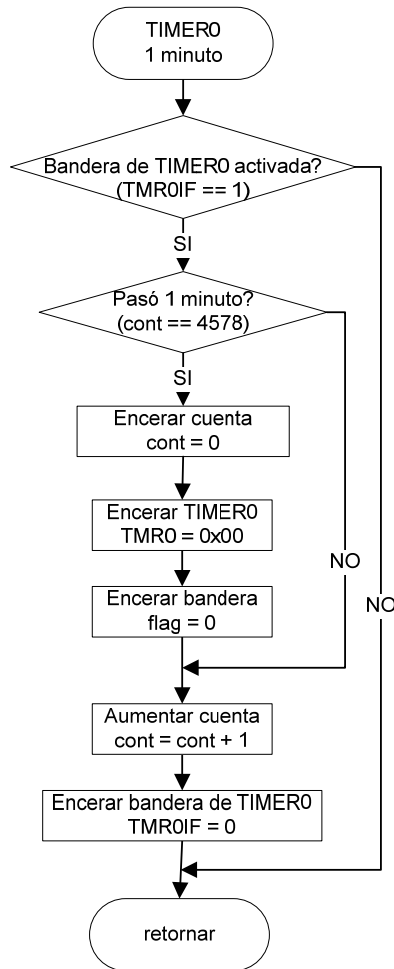 TIMER0
1 minuto
Bandera de TIMER0 activada?
(TMR0IF == 1)
SI
Pasó 1 minuto?
(cont == 4578)
SI
Encerar cuenta
cont = 0
Encerar TIMER0
TMR0 = 0x00
NO
Encerar bandera
flag = 0
NO
Aumentar cuenta
cont = cont + 1
Encerar bandera de TIMER0
TMR0IF = 0
retornar